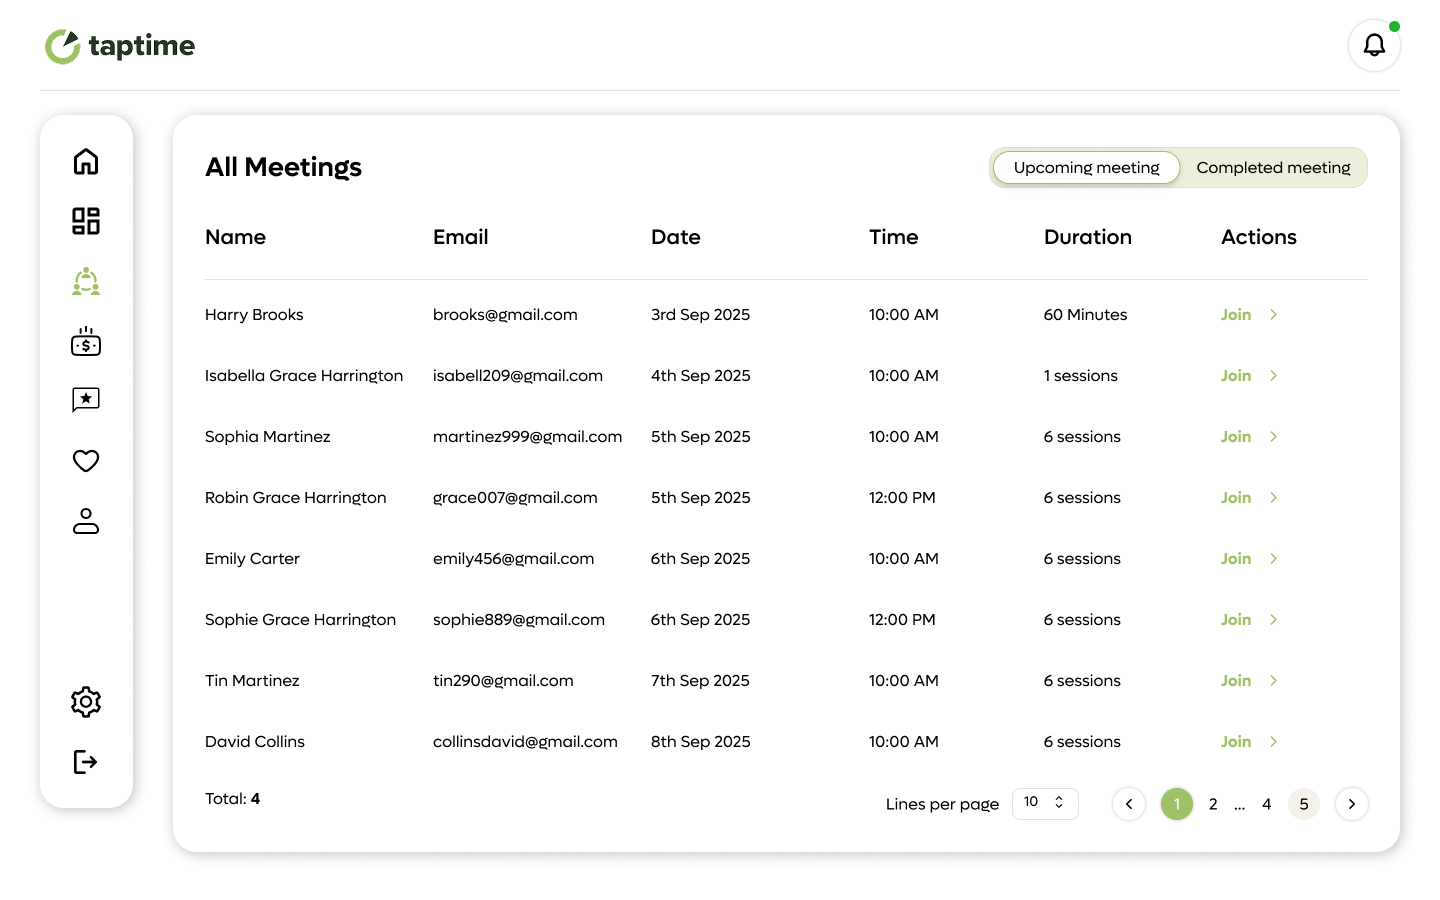 taptime
All Meetings
Upcoming meeting Completed meeting
Name Email Date Time Duration Actions
Harry Brooks brooks@gmail.com 3rd Sep 2025 10:00 AM 60 Minutes Join
Isabella Grace Harrington isabell209@gmail.com 4th Sep 2025 10:00 AM 1 sessions Join
Sophia Martinez martinez999@gmail.com 5th Sep 2025 10:00 AM 6 sessions Join
Robin Grace Harrington grace007@gmail.com 5th Sep 2025 12:00 PM 6 sessions Join
Emily Carter emily456@gmail.com 6th Sep 2025 10:00 AM 6 sessions Join
Sophie Grace Harrington sophie889@gmail.com 6th Sep 2025 12:00 PM 6 sessions Join
Tin Martinez tin290@gmail.com 7th Sep 2025 10:00 AM 6 sessions Join
David Collins collinsdavid@gmail.com 8th Sep 2025 10:00 AM 6 sessions Join
Total: 4
Lines per page 10 1 2 ... 4 5